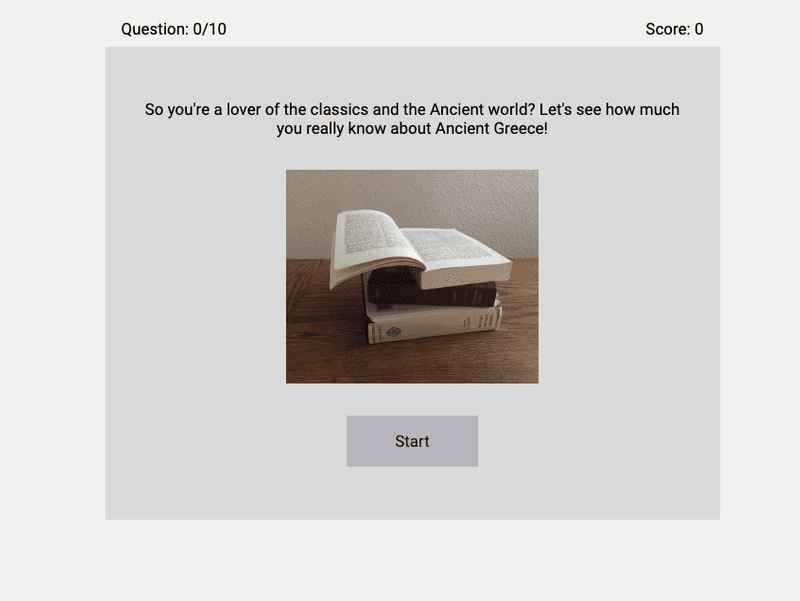 Question: 0/10
Score: 0
So you're a lover of the classics and the Ancient world? Let's see how much
you really know about Ancient Greece!
Start